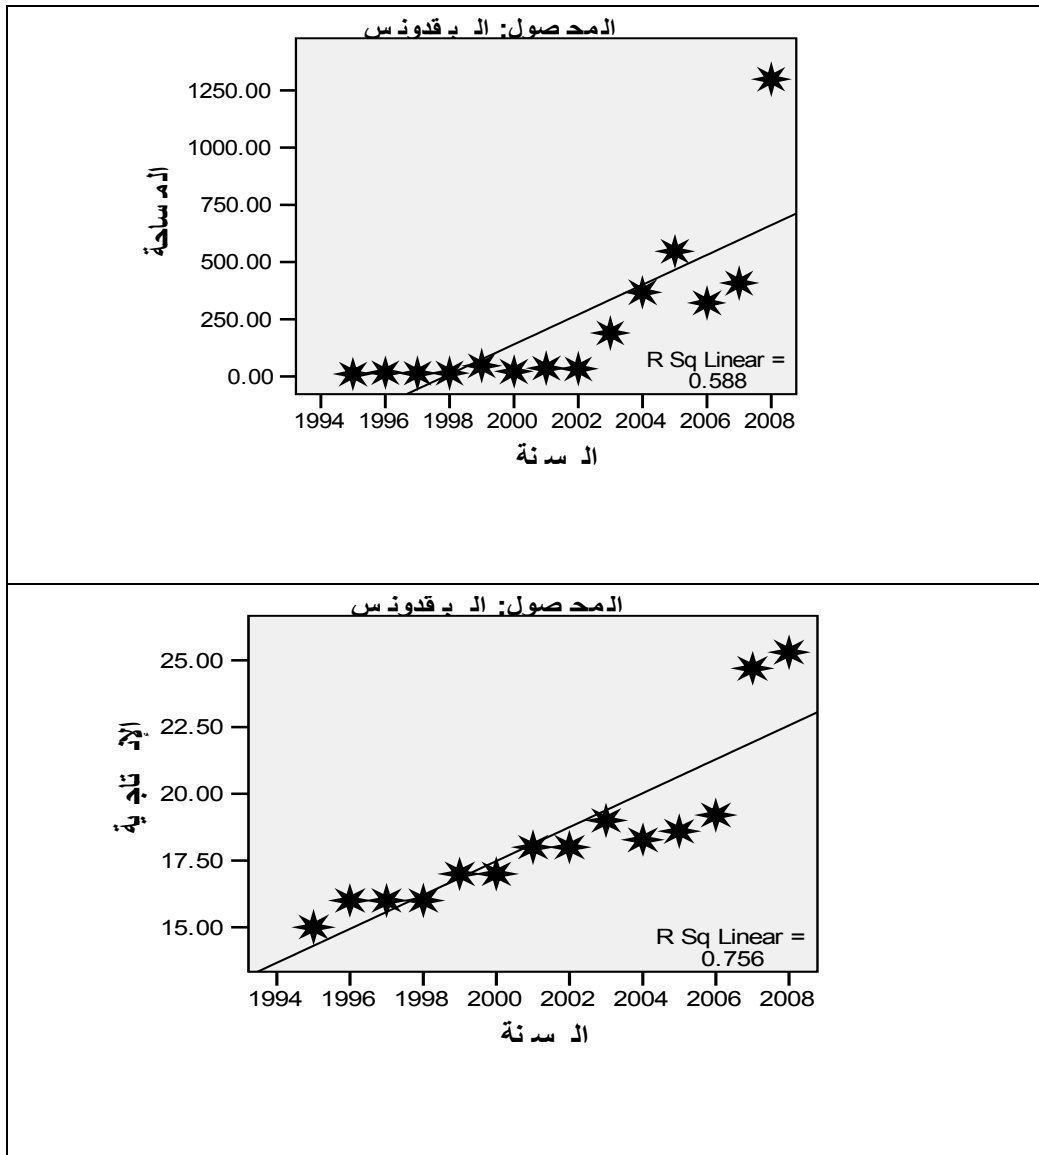 المحصول: البقدونس
1250.00
1000.00
750.00
500.00
250.00
0.00
المساحة
R Sq Linear =
0.588
1994 1996 1998 2000 2002 2004 2006 2008
السنة
المحصول: البقدونس
25.00
22.50
20.00
17.50
15.00
الإنتاجية
R Sq Linear =
0.756
1994 1996 1998 2000 2002 2004 2006 2008
السنة